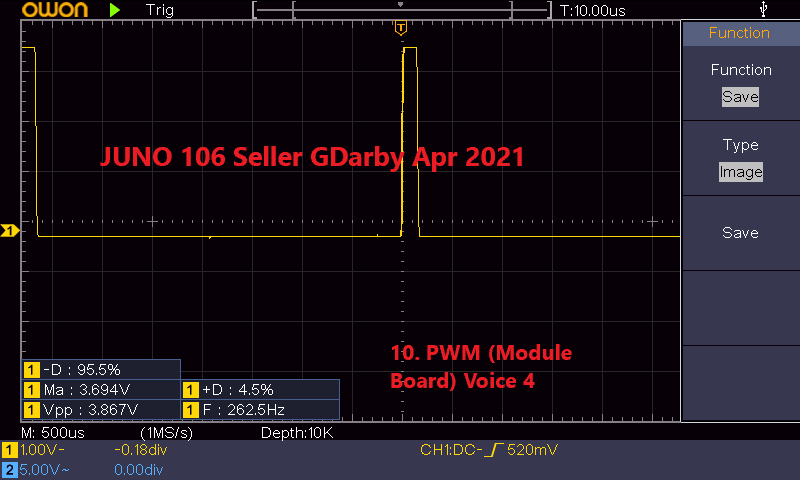 OWON Trig T:10.00us
T
Function
Function
Save
JUNO 106 Seller GDarby Apr 2021
Type
Image
1
Save
10. PWM (Module
Board) Voice 4
1 -D : 95.5%
1 Ma : 3.694V 1 +D : 4.5%
1 Vpp : 3.867V 1 F : 262.5Hz
M: 500us (1MS/s) Depth:10K
1 1.00V- -0.18div CH1:DC- 520mV
2 5.00V~ 0.00div